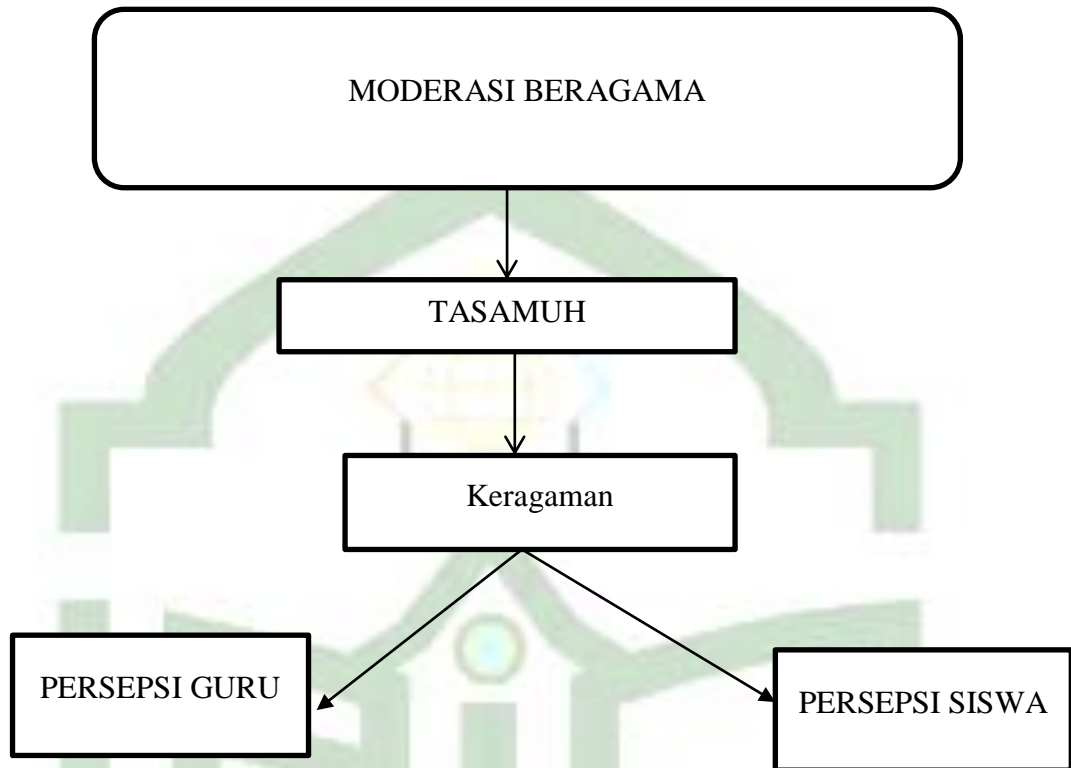 MODERASI BERAGAMA
TASAMUH
Keragaman
PERSEPSI GURU
PERSEPSI SISWA